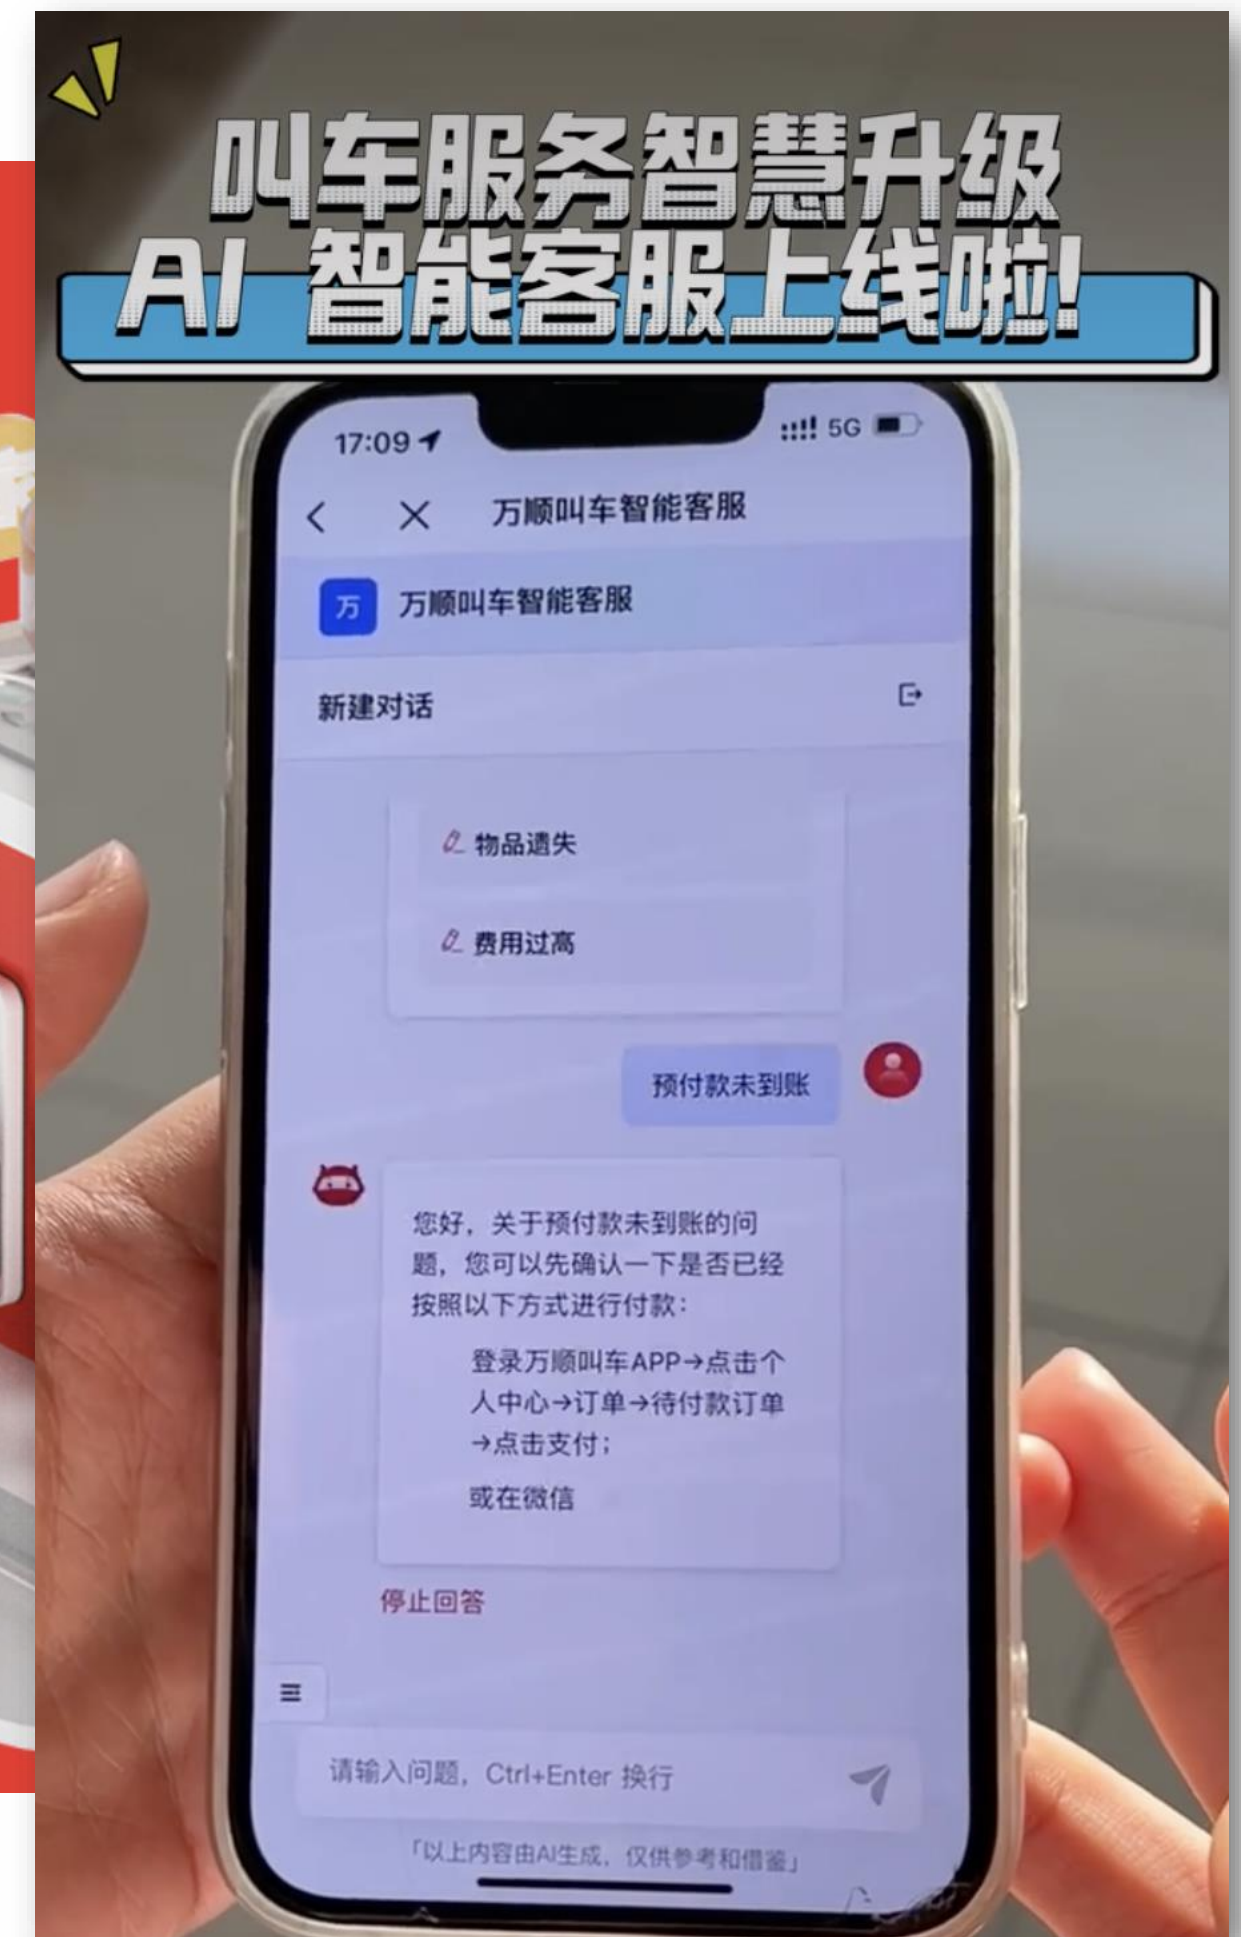 叫车服务智慧升级
AI 智能客服上线啦!
17:09
5G
万顺叫车智能客服
万
万顺叫车智能客服
新建对话
物品遗失
费用过高
预付款未到账
您好，关于预付款未到账的问
题，您可以先确认一下是否已经
按照以下方式进行付款：
登录万顺叫车APP→点击个
人中心→订单→待付款订单
→点击支付；
或在微信
停止回答
请输入问题，Ctrl+Enter 换行
「以上内容由AI生成，仅供参考和借鉴」